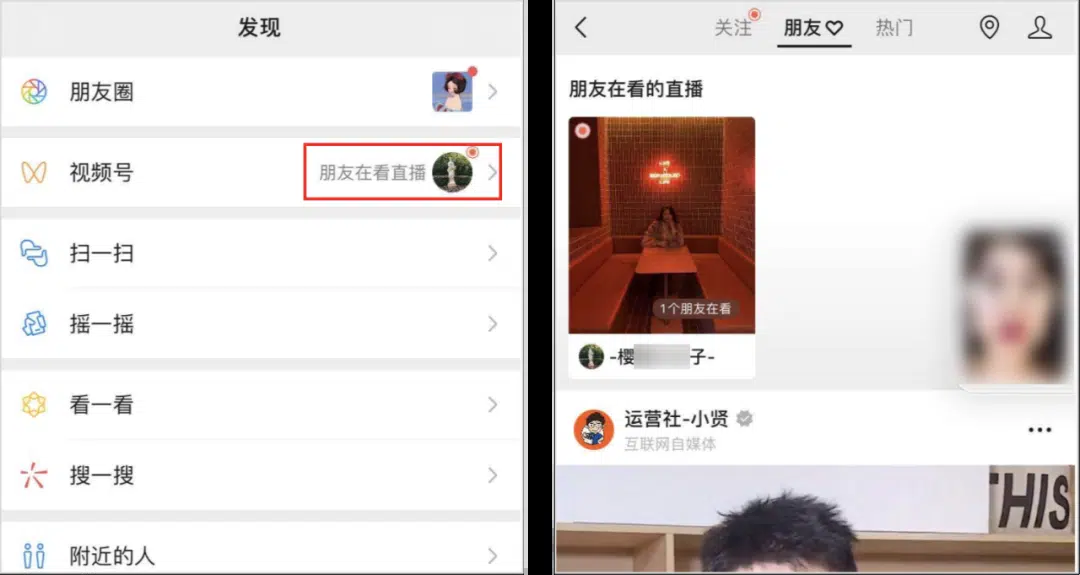 发现
朋友圈
视频号
朋友在看直播
扫一扫
摇一摇
看一看
搜一搜
附近的人
关注 朋友♡ 热门
朋友在看的直播
1个朋友在看
-樱 子-
运营社-小贤
互联网自媒体
THIS